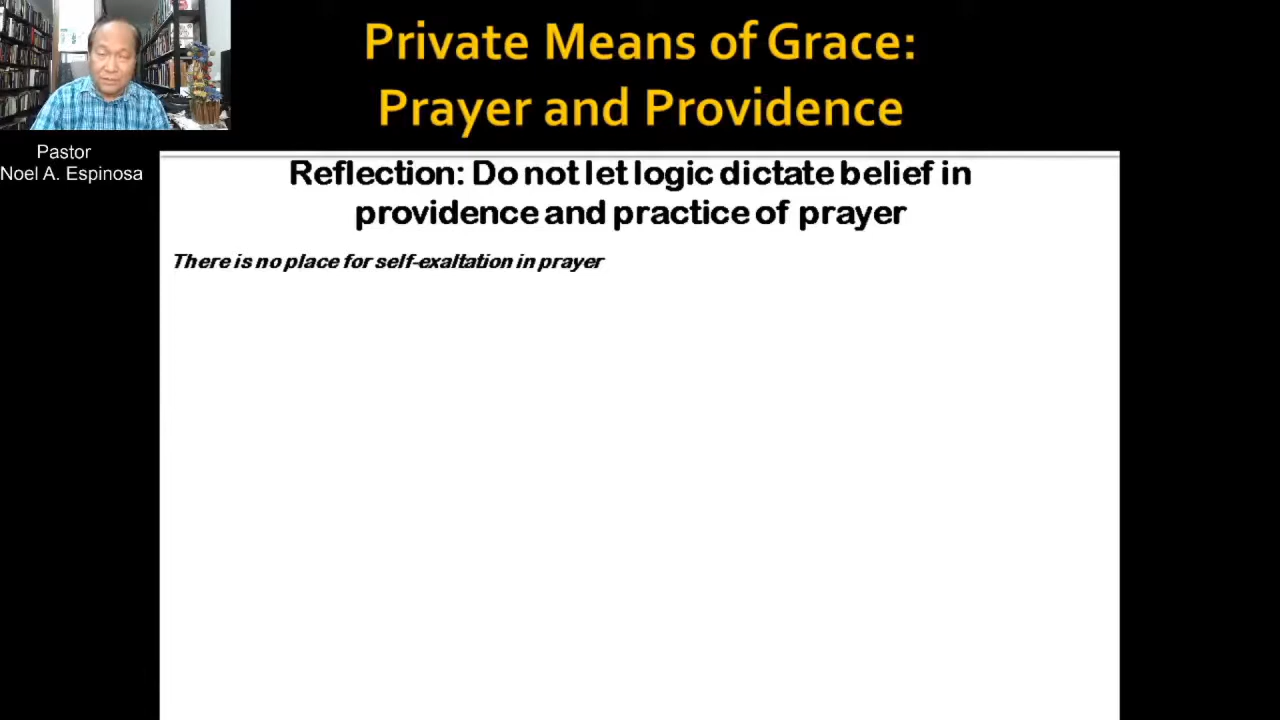 Private Means of Grace:
Prayer and Providence
Pastor
Noel A. Espinosa
Reflection: Do not let logic dictate belief in
providence and practice of prayer
There is no place for self-exaltation in prayer